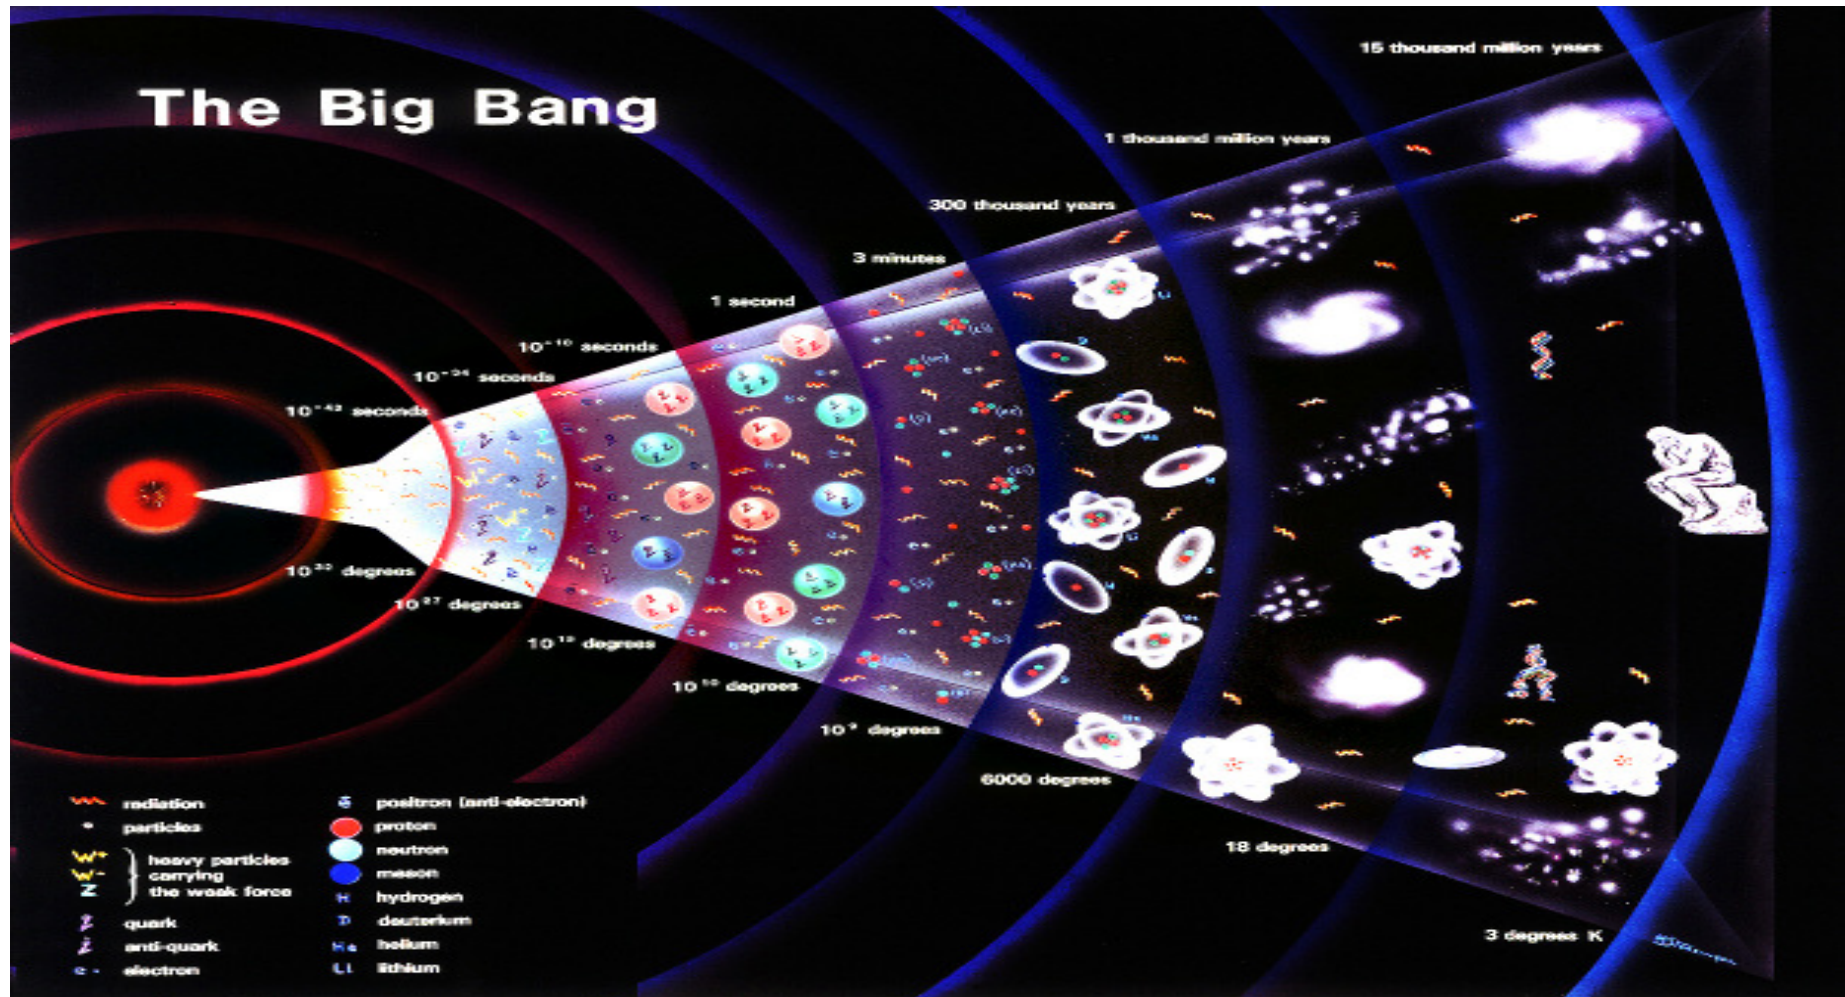 The Big Bang
15 thousand million years
1 thousand million years
300 thousand years
3 minutes
1 second
10⁻¹⁰ seconds
10⁻³⁴ seconds
10⁻⁴³ seconds
10³² degrees
10²⁷ degrees
10¹⁵ degrees
10¹⁰ degrees
10⁹ degrees
6000 degrees
18 degrees
3 degrees K
radiation
particles
W⁺
W⁻
Z
heavy particles
carrying
the weak force
quark
anti-quark
e⁻ electron
positron (anti-electron)
proton
neutron
meson
H hydrogen
D deuterium
He helium
Li lithium